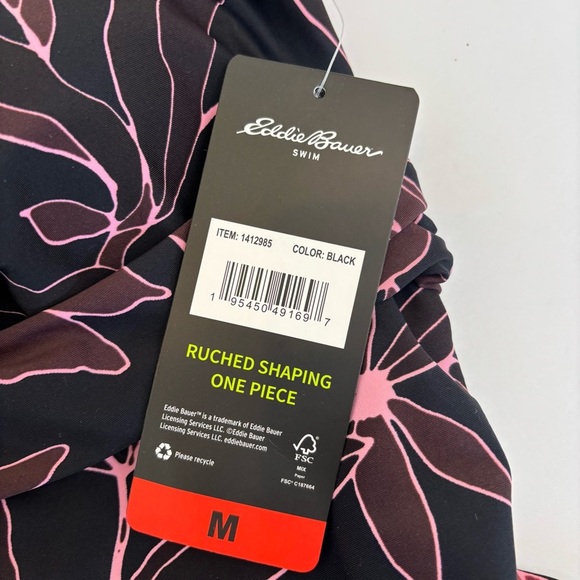 Eddie Bauer
SWIM
ITEM: 1412985 COLOR: BLACK
1 95450 49169 7
RUCHED SHAPING
ONE PIECE
Eddie Bauer™ is a trademark of Eddie Bauer
Licensing Services LLC. ©Eddie Bauer
Licensing Services LLC. eddiebauer.com
Please recycle
FSC
MIX
Paper
FSC® C187664
M